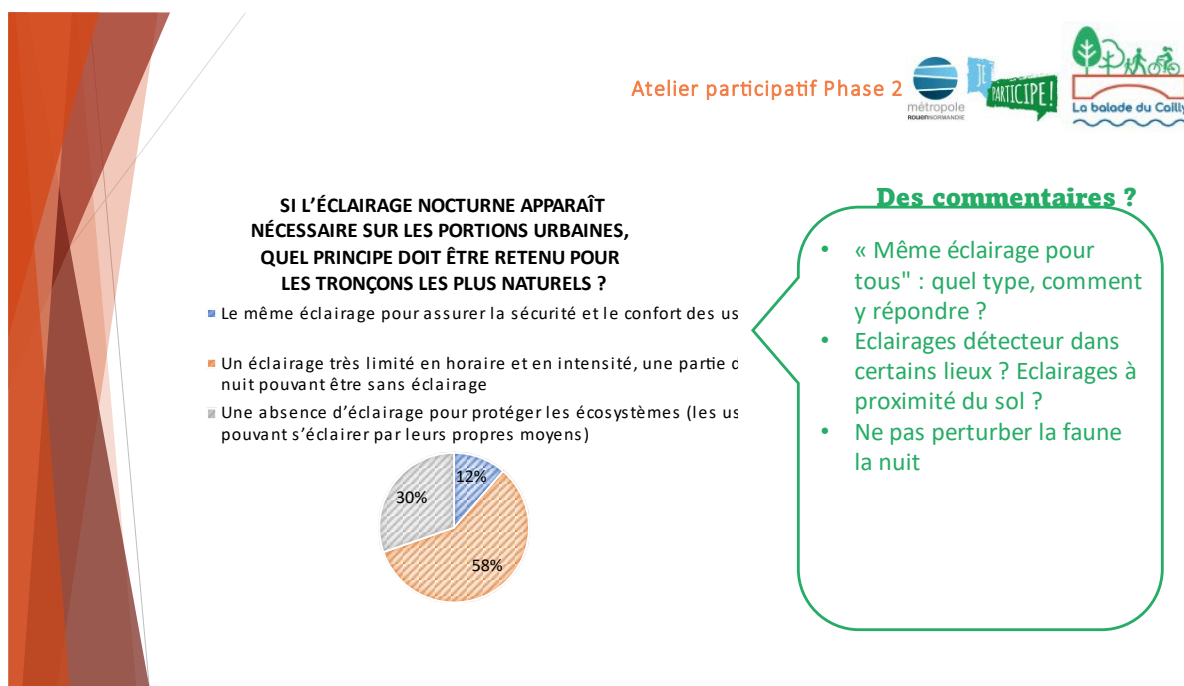 Atelier participatif Phase 2
métropole
ROUENNORMANDIE
JE
PARTICIPE!
La balade du Cailly
SI L'ÉCLAIRAGE NOCTURNE APPARAÎT
NÉCESSAIRE SUR LES PORTIONS URBAINES,
QUEL PRINCIPE DOIT ÊTRE RETENU POUR
LES TRONÇONS LES PLUS NATURELS ?
Le même éclairage pour assurer la sécurité et le confort des us
Un éclairage très limité en horaire et en intensité, une partie d
nuit pouvant être sans éclairage
Une absence d'éclairage pour protéger les écosystèmes (les us
pouvant s'éclairer par leurs propres moyens)
12%
30%
58%
Des commentaires ?
• « Même éclairage pour
tous" : quel type, comment
y répondre ?
• Eclairages détecteur dans
certains lieux ? Eclairages à
proximité du sol ?
• Ne pas perturber la faune
la nuit